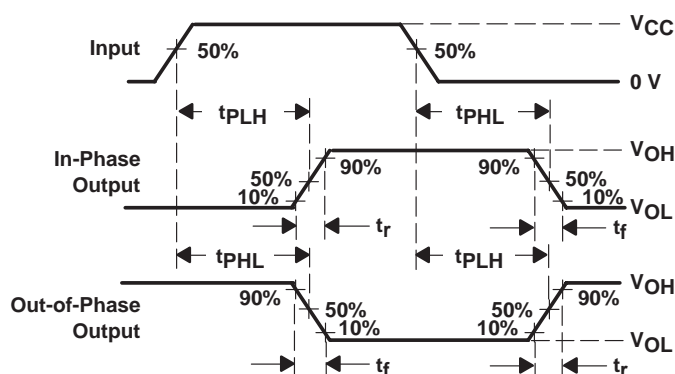 VCC
Input
50%
50%
0 V
tPLH
tPHL
In-Phase
Output
90%
90%
VOH
50%
50%
10%
10%
VOL
tr
tf
tPHL
tPLH
Out-of-Phase
Output
90%
90%
VOH
50%
50%
10%
10%
VOL
tf
tr